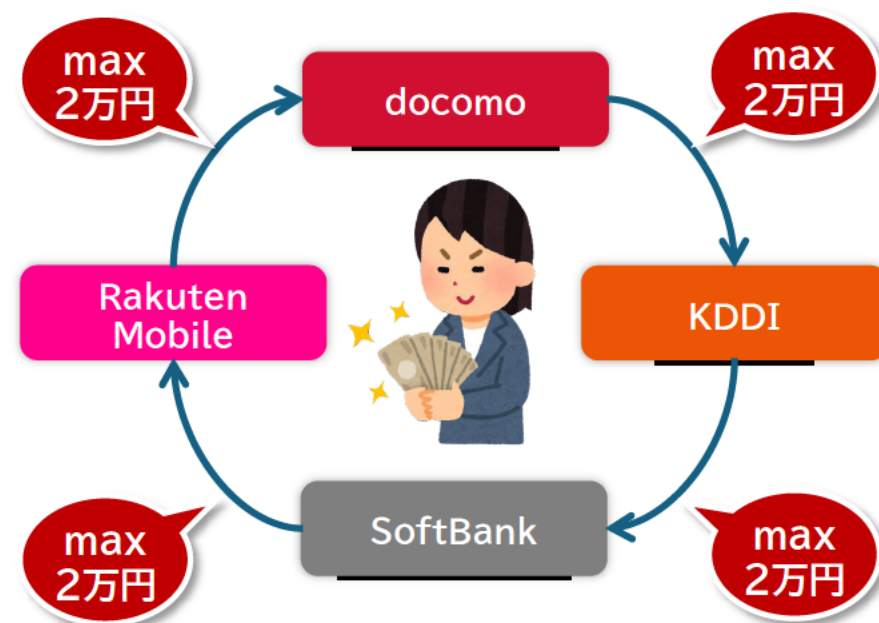 max
2万円
docomo
max
2万円
Rakuten
Mobile
KDDI
max
2万円
SoftBank
max
2万円